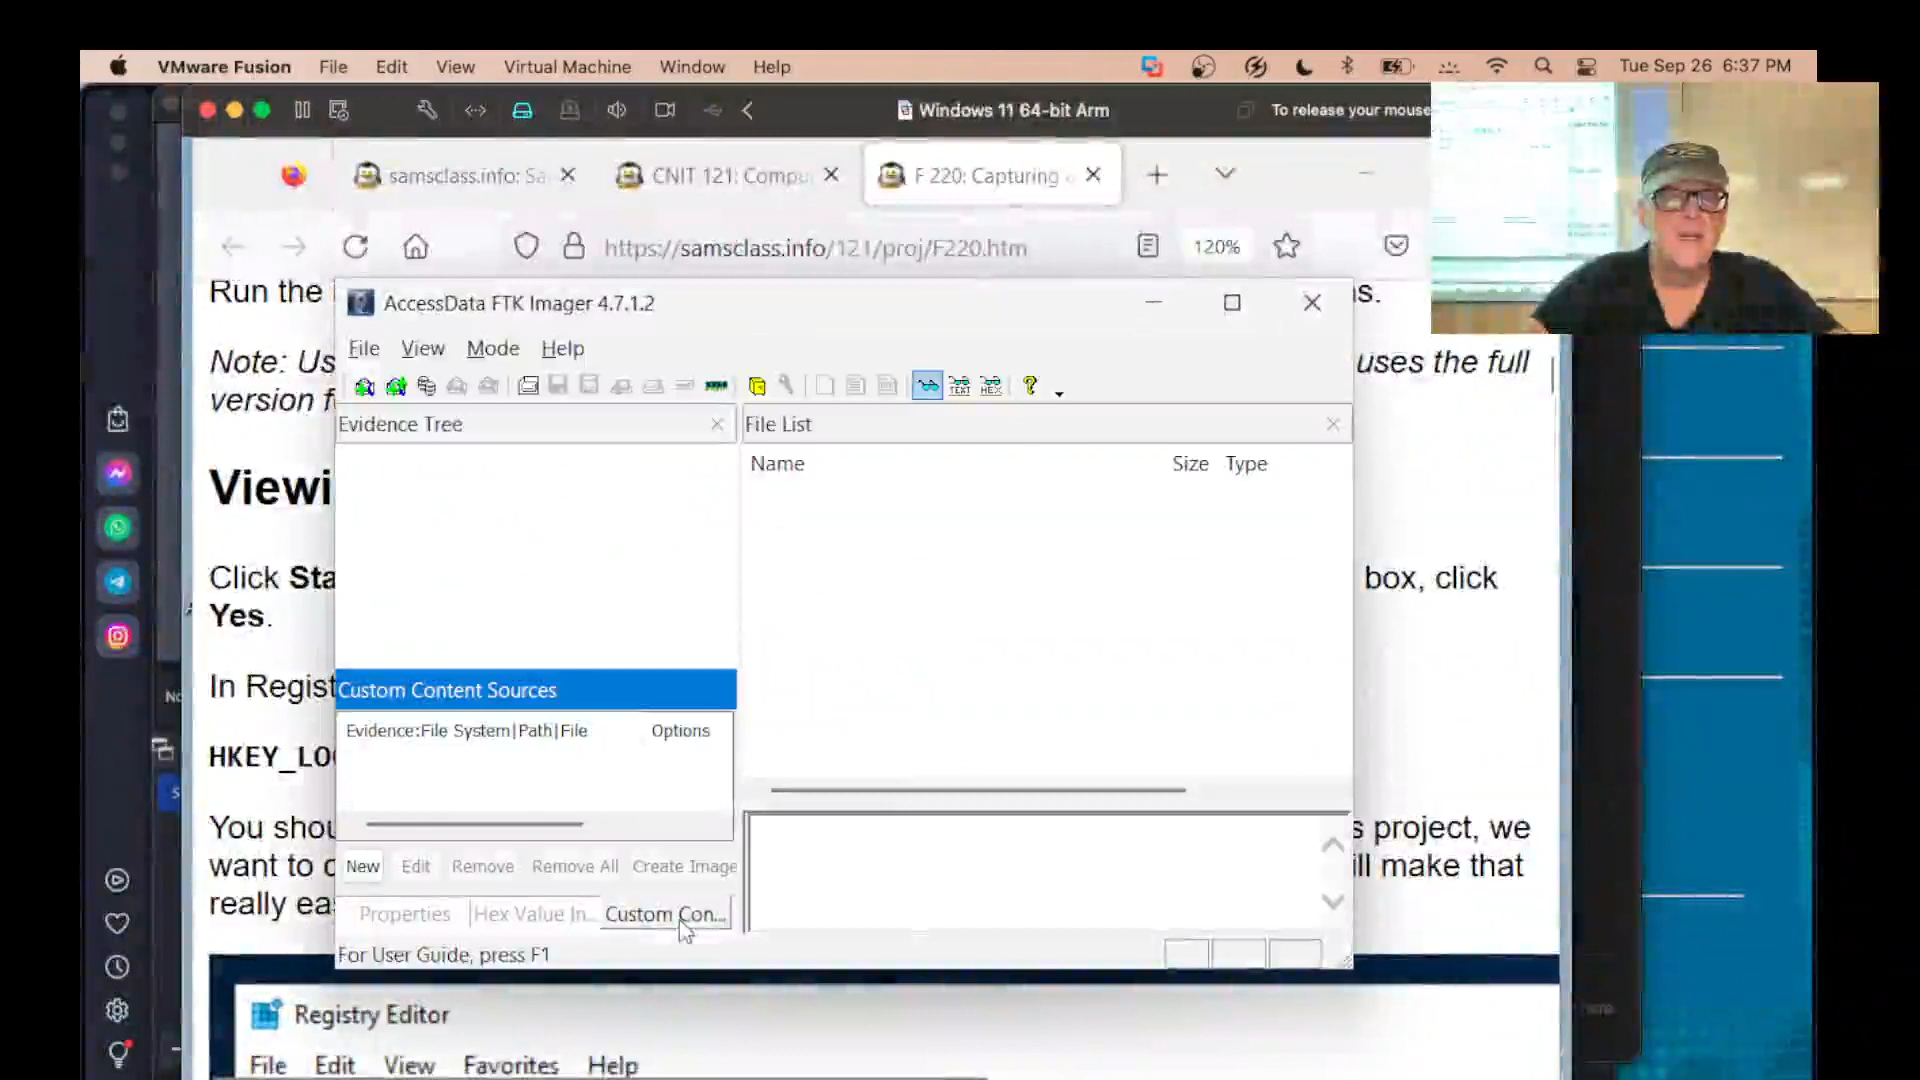 VMware Fusion File Edit View Virtual Machine Window Help Tue Sep 26 6:37 PM
Windows 11 64-bit Arm To release your mouse
samsclass.info: Sa CNIT 121: Compu F 220: Capturing
https://samsclass.info/121/proj/F220.htm 120%
Run the
AccessData FTK Imager 4.7.1.2
File View Mode Help
Note: Us uses the full
version f
TEXT HEX
Evidence Tree
File List
Name Size Type
Viewi
Click Sta box, click
Yes.
In Regist
Custom Content Sources
Evidence:File System|Path|File Options
HKEY_LO
You shou s project, we
want to ll make that
really ea
New Edit Remove Remove All Create Image
Properties Hex Value In... Custom Con...
For User Guide, press F1
Registry Editor
File Edit View Favorites Help